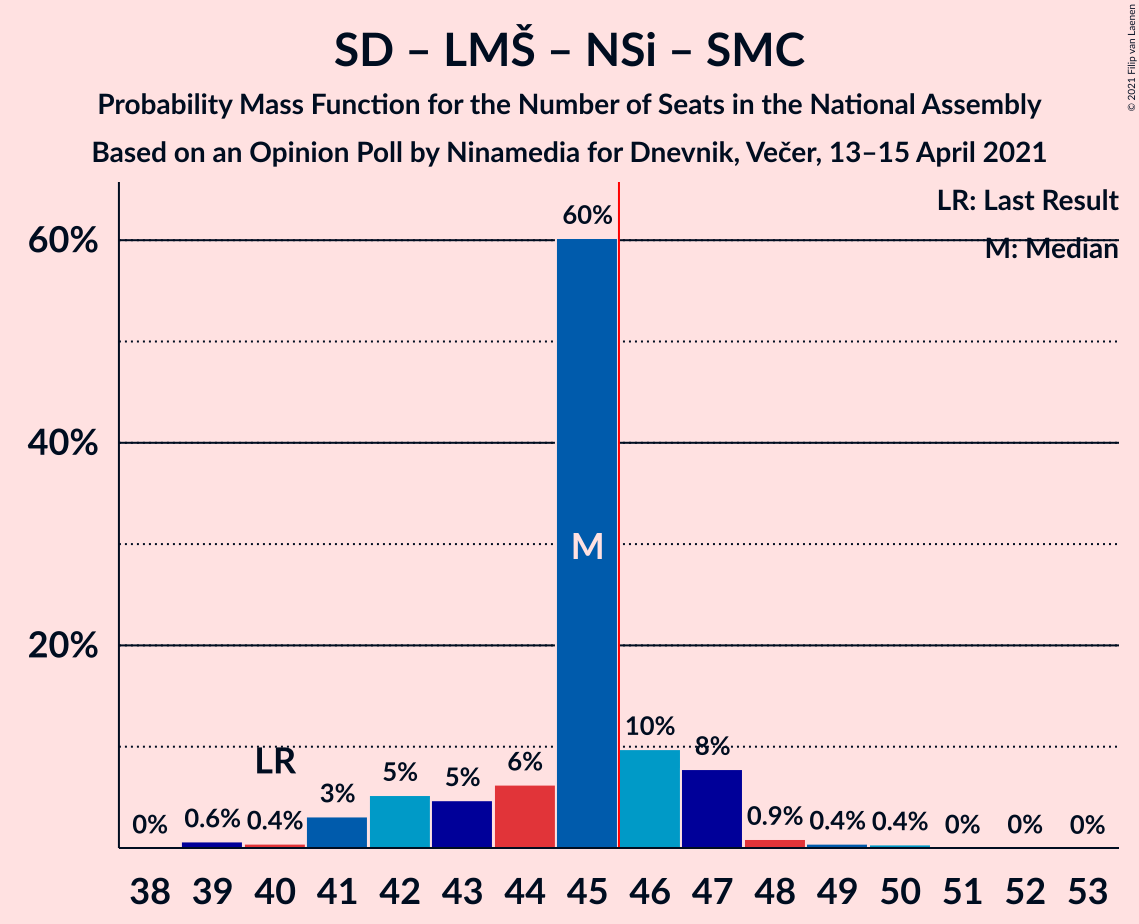 SD – LMŠ – NSi – SMC
Probability Mass Function for the Number of Seats in the National Assembly
Based on an Opinion Poll by Ninamedia for Dnevnik, Večer, 13–15 April 2021
© 2021 Filip van Laenen
LR: Last Result
M: Median
60%
40%
20%
0%
0.6%
0.4%
LR
3%
5%
5%
6%
60%
M
10%
8%
0.9%
0.4%
0.4%
0%
0%
0%
38 39 40 41 42 43 44 45 46 47 48 49 50 51 52 53